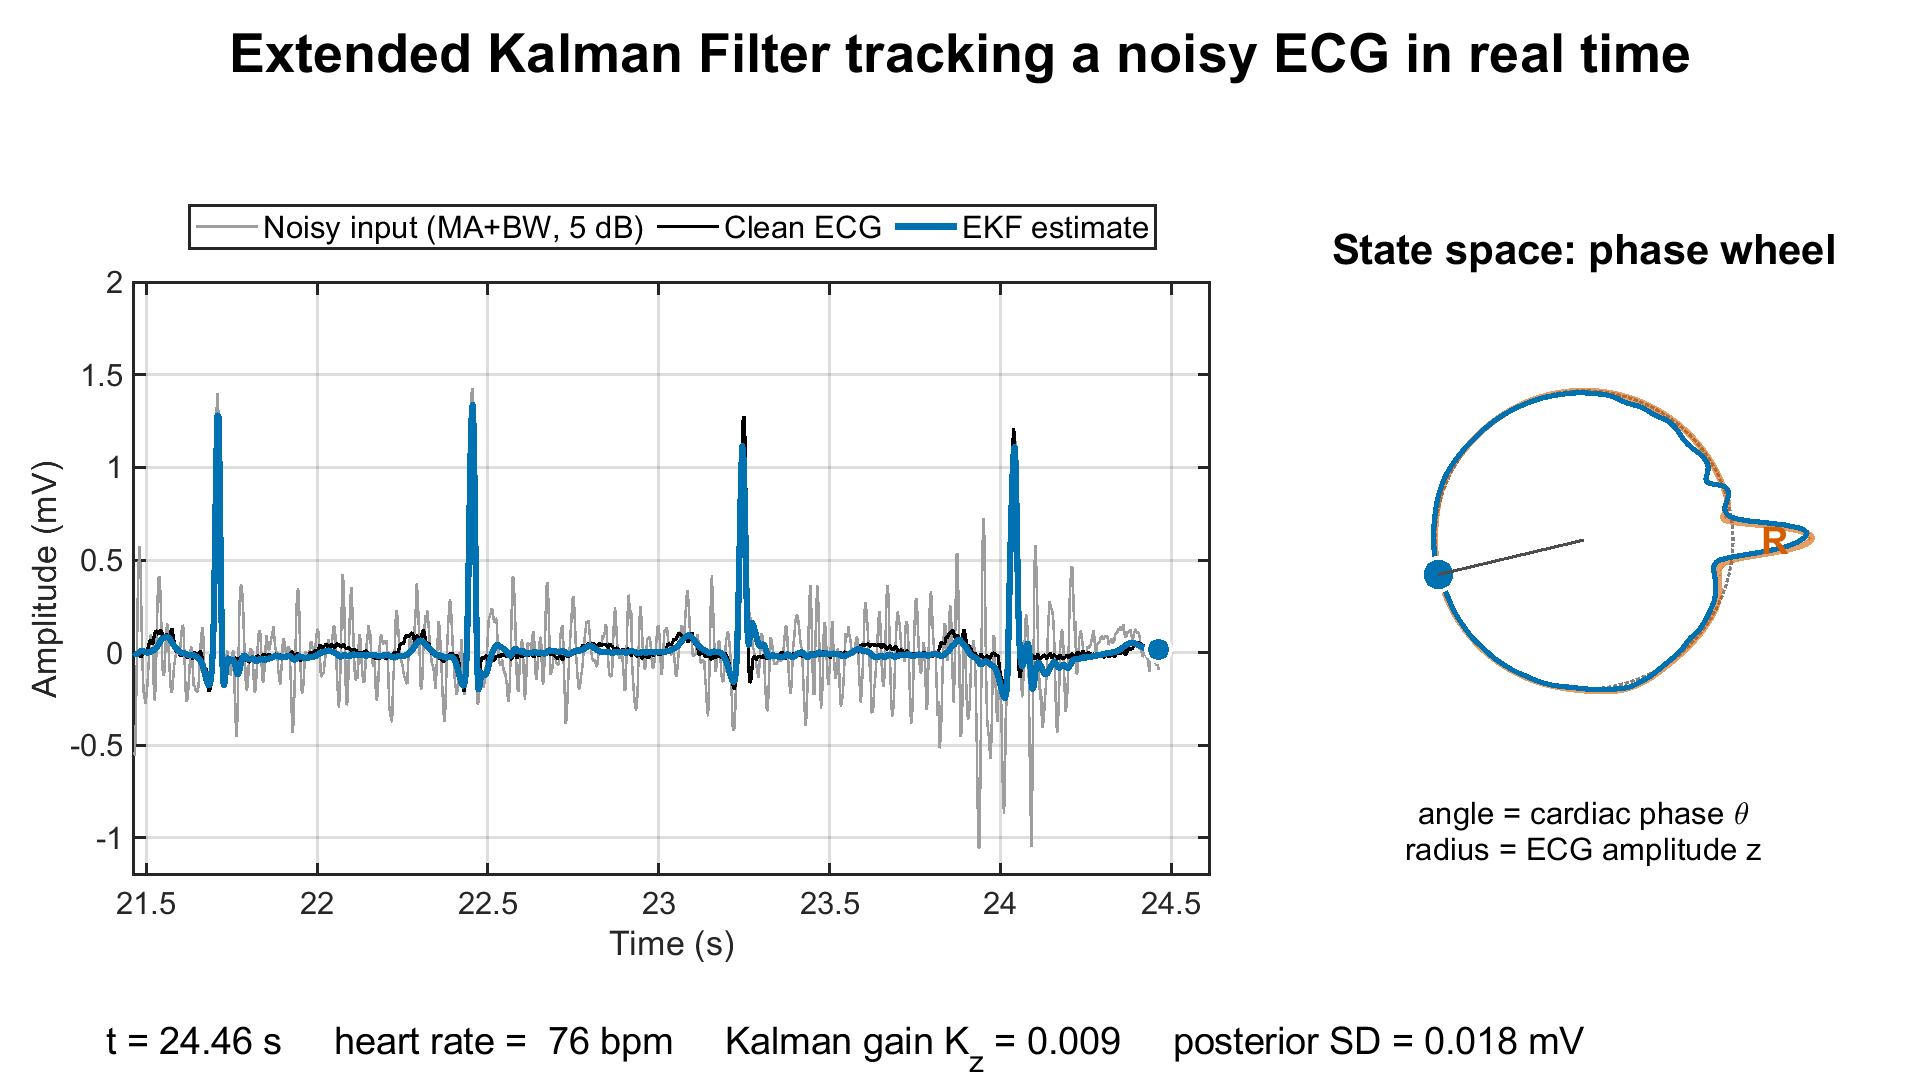 Extended Kalman Filter tracking a noisy ECG in real time
Noisy input (MA+BW, 5 dB) Clean ECG EKF estimate
State space: phase wheel
2
1.5
1
0.5
0
-0.5
-1
Amplitude (mV)
R
21.5 22 22.5 23 23.5 24 24.5
Time (s)
angle = cardiac phase θ
radius = ECG amplitude z
t = 24.46 s heart rate = 76 bpm Kalman gain K_z = 0.009 posterior SD = 0.018 mV